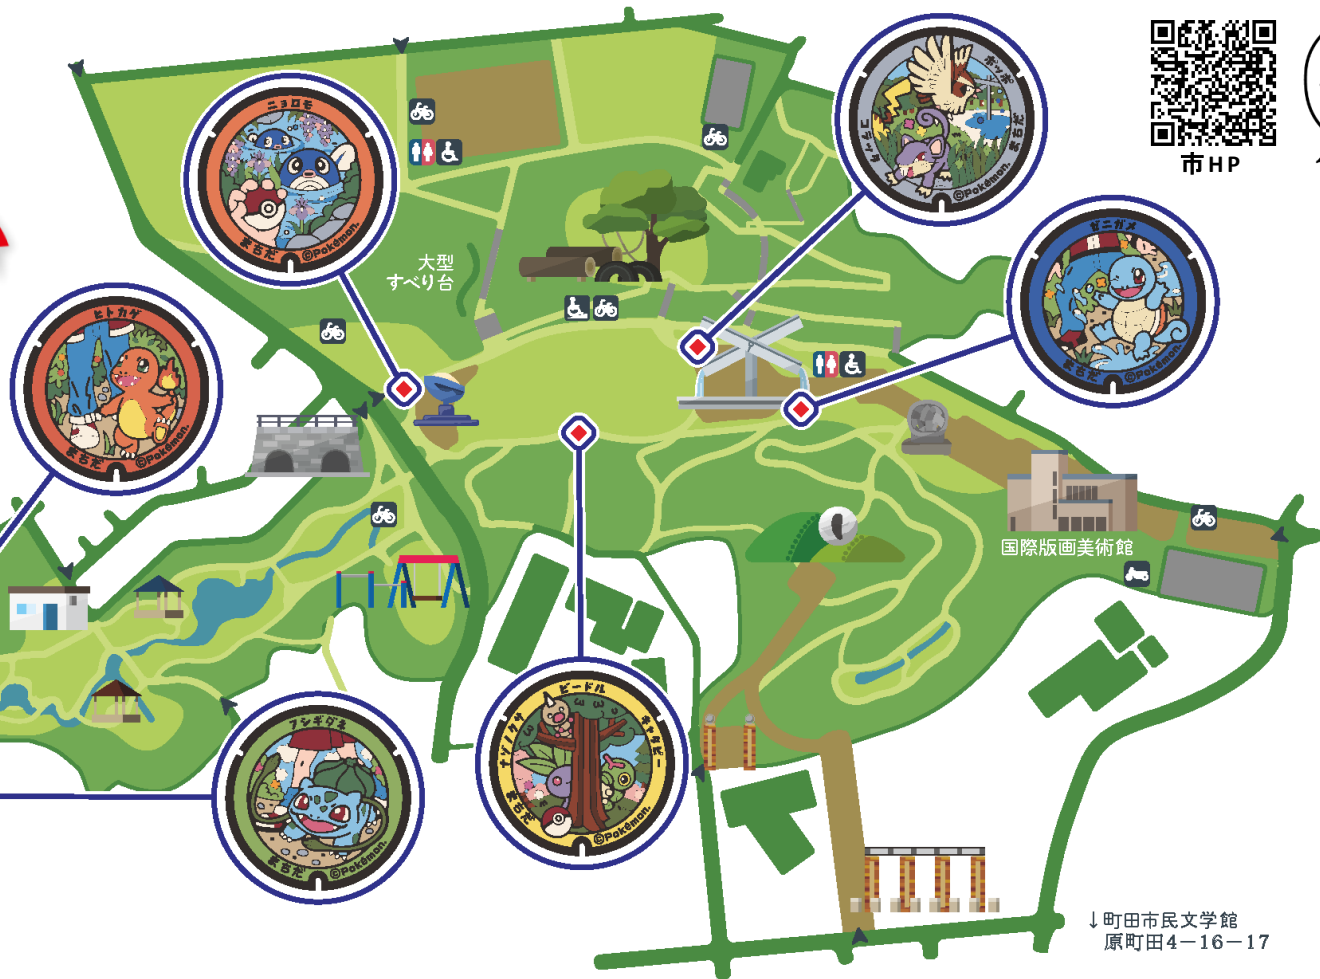 市HP
ニョロモ
まちだ
©Pokémon.
ポッポ
コラッタ
まちだ
©Pokémon.
ゼニガメ
まちだ
©Pokémon.
大型
すべり台
ヒトカゲ
まちだ
©Pokémon.
国際版画美術館
フシギダネ
まちだ
©Pokémon.
ナゾノクサ
ビードル
キャタピー
まちだ
©Pokémon.
↓町田市民文学館
原町田4−16−17